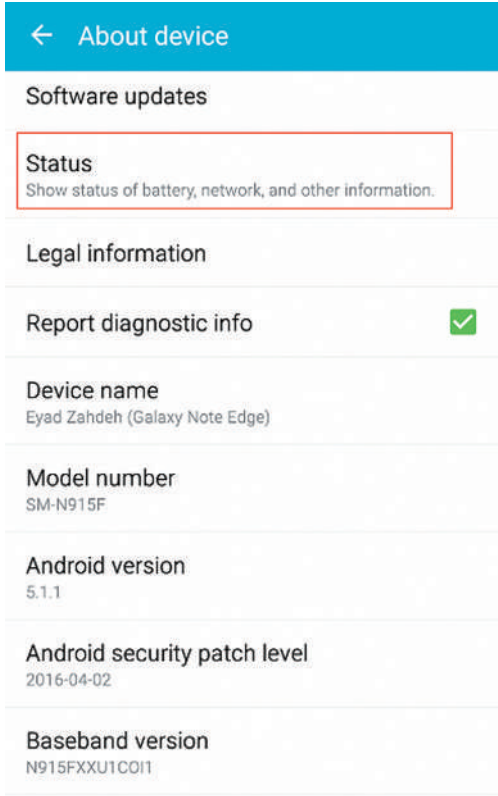 About device
Software updates
Status
Show status of battery, network, and other information.
Legal information
Report diagnostic info
Device name
Eyad Zahdeh (Galaxy Note Edge)
Model number
SM-N915F
Android version
5.1.1
Android security patch level
2016-04-02
Baseband version
N915FXXU1COI1